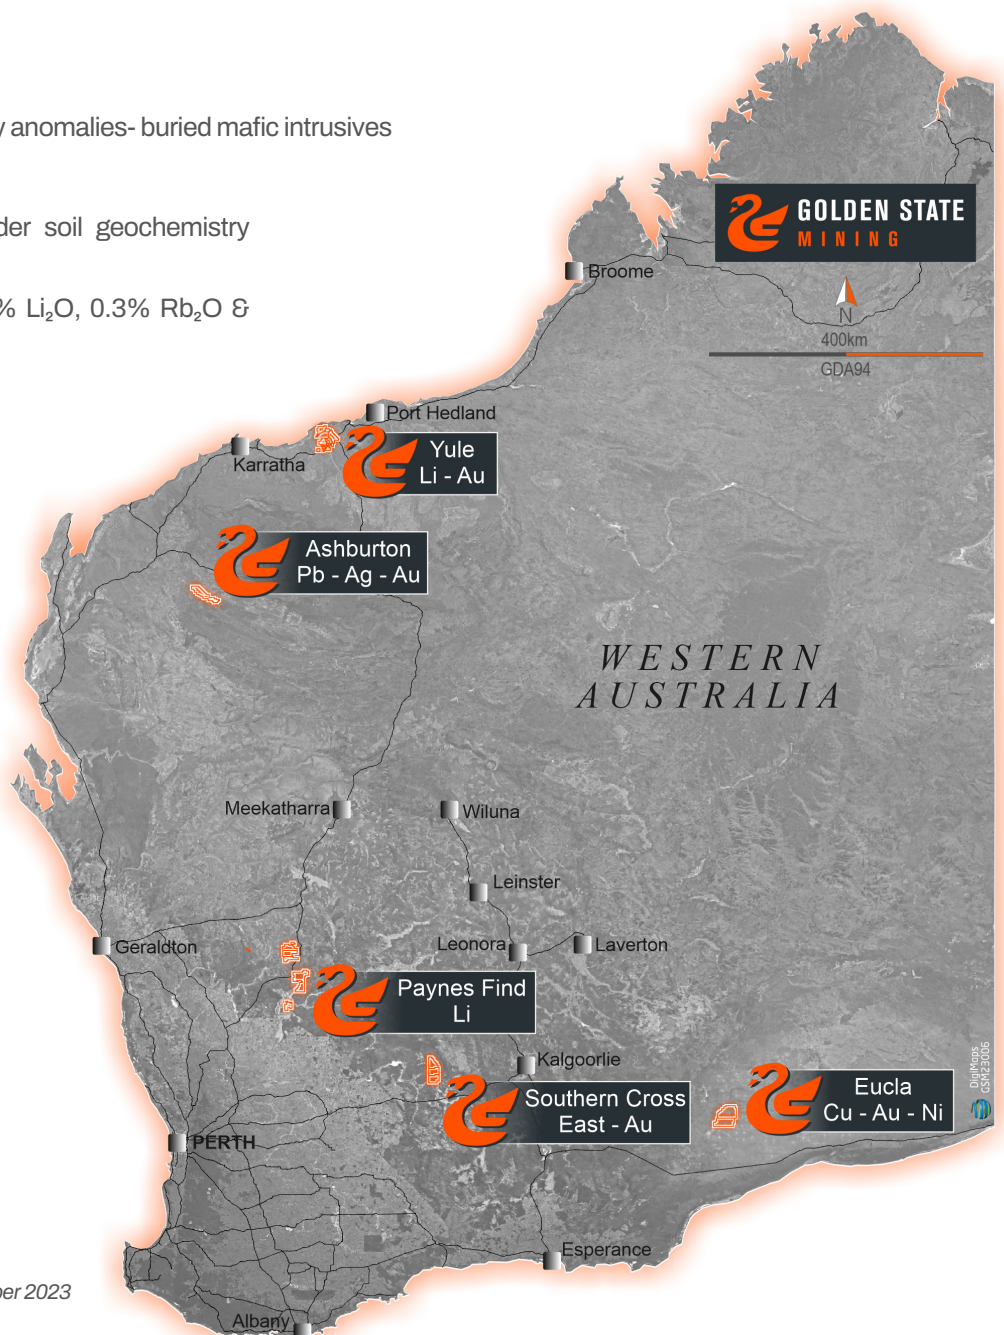 y anomalies- buried mafic intrusives
der soil geochemistry
% Li₂O, 0.3% Rb₂O &
GOLDEN STATE
MINING
Broome
N
400km
GDA94
Port Hedland
Karratha
Yule
Li - Au
Ashburton
Pb - Ag - Au
WESTERN
AUSTRALIA
Meekatharra
Wiluna
Leinster
Geraldton
Leonora
Laverton
Paynes Find
Li
Kalgoorlie
Southern Cross
East - Au
Eucla
Cu - Au - Ni
DigiMaps
GSM23006
PERTH
Esperance
ber 2023
Albany